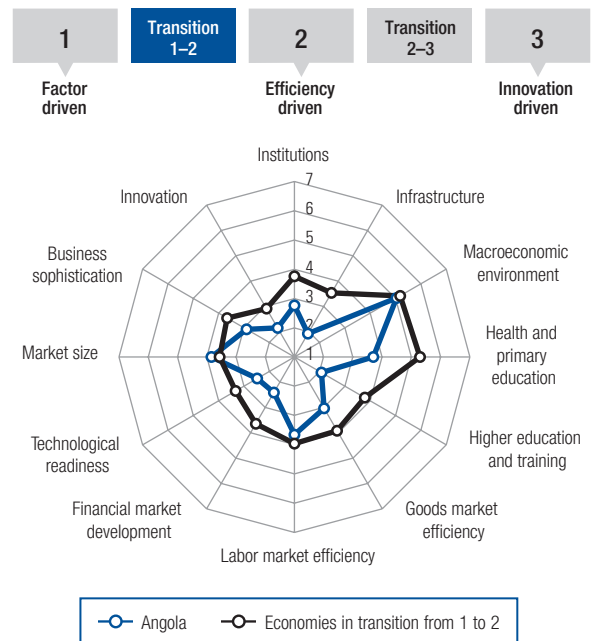 1
Transition
1–2
2
Transition
2–3
3
Factor
driven
Efficiency
driven
Innovation
driven
Institutions
Infrastructure
Macroeconomic
environment
Health and
primary
education
Higher education
and training
Goods market
efficiency
Labor market efficiency
Financial market
development
Technological
readiness
Market size
Business
sophistication
Innovation
7
6
5
4
3
2
1
Angola
Economies in transition from 1 to 2